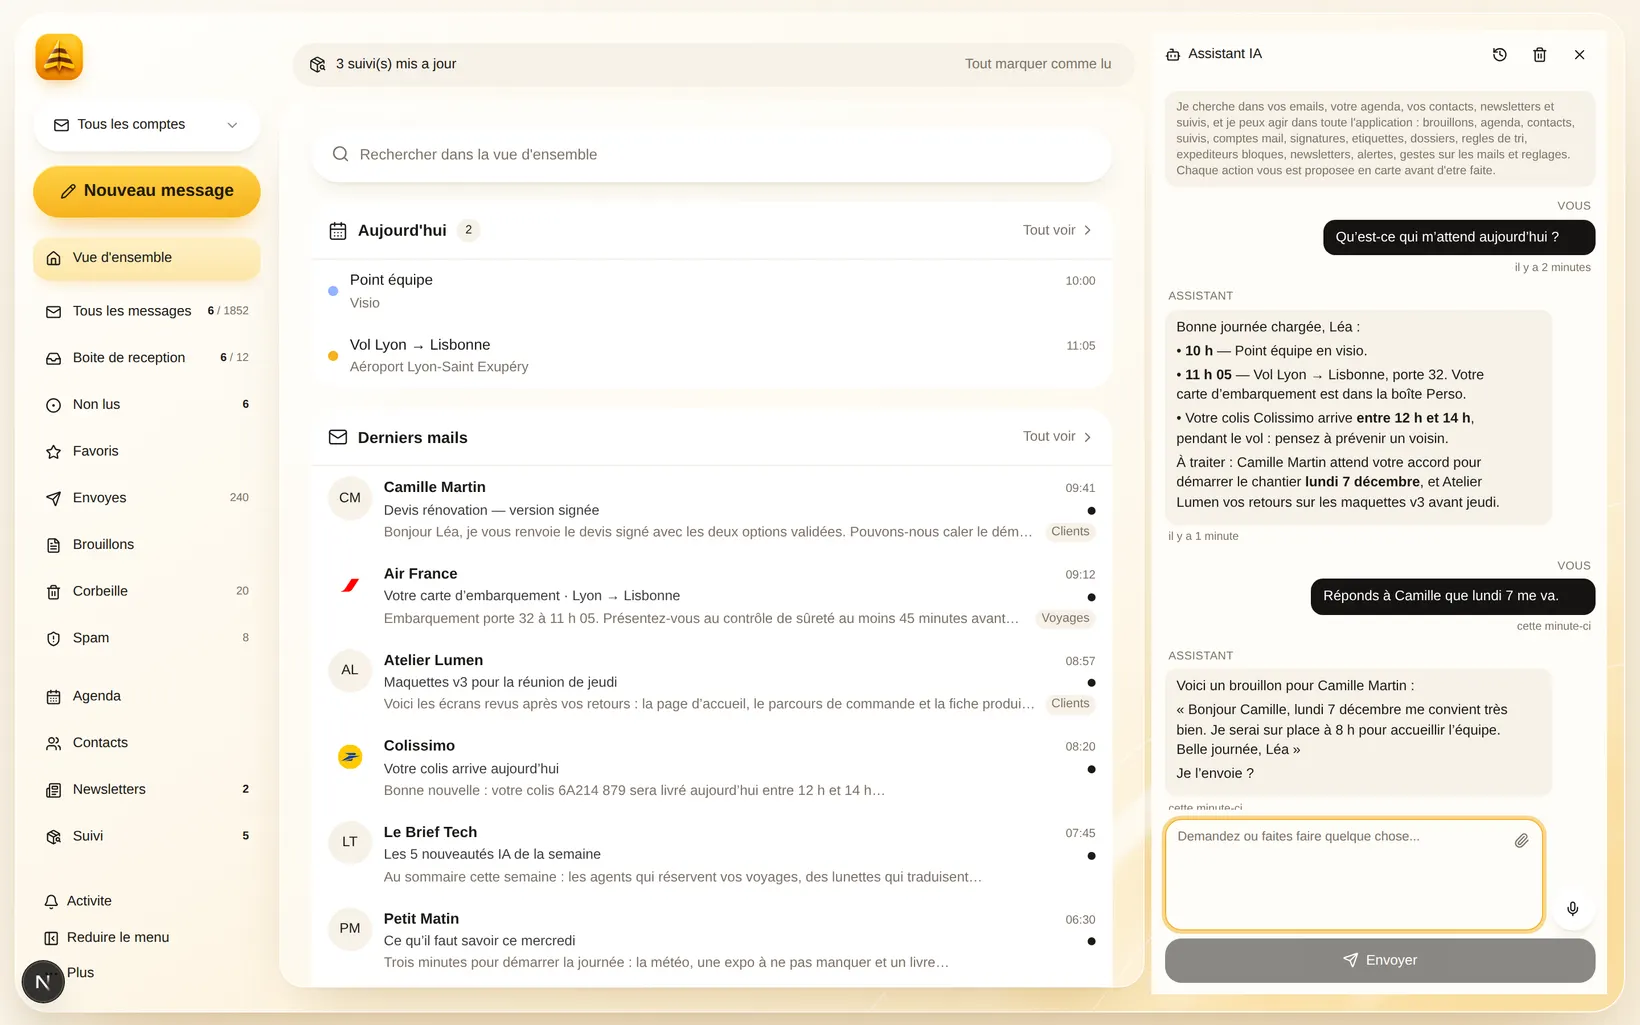 Tous les comptes
Nouveau message
Vue d'ensemble
Tous les messages 6 / 1852
Boite de reception 6 / 12
Non lus 6
Favoris
Envoyes 240
Brouillons
Corbeille 20
Spam 8
Agenda
Contacts
Newsletters 2
Suivi 5
Activite
Reduire le menu
Plus
N
3 suivi(s) mis a jour
Tout marquer comme lu
Rechercher dans la vue d'ensemble
Aujourd'hui 2
Tout voir
Point équipe 10:00
Visio
Vol Lyon → Lisbonne 11:05
Aéroport Lyon-Saint Exupéry
Derniers mails
Tout voir
CM
Camille Martin 09:41
Devis rénovation — version signée
Bonjour Léa, je vous renvoie le devis signé avec les deux options validées. Pouvons-nous caler le dém… Clients
Air France 09:12
Votre carte d’embarquement · Lyon → Lisbonne
Embarquement porte 32 à 11 h 05. Présentez-vous au contrôle de sûreté au moins 45 minutes avant… Voyages
AL
Atelier Lumen 08:57
Maquettes v3 pour la réunion de jeudi
Voici les écrans revus après vos retours : la page d’accueil, le parcours de commande et la fiche produi… Clients
Colissimo 08:20
Votre colis arrive aujourd’hui
Bonne nouvelle : votre colis 6A214 879 sera livré aujourd’hui entre 12 h et 14 h…
LT
Le Brief Tech 07:45
Les 5 nouveautés IA de la semaine
Au sommaire cette semaine : les agents qui réservent vos voyages, des lunettes qui traduisent…
PM
Petit Matin 06:30
Ce qu’il faut savoir ce mercredi
Trois minutes pour démarrer la journée : la météo, une expo à ne pas manquer et un livre…
Assistant IA
Je cherche dans vos emails, votre agenda, vos contacts, newsletters et
suivis, et je peux agir dans toute l'application : brouillons, agenda, contacts,
suivis, comptes mail, signatures, etiquettes, dossiers, regles de tri,
expediteurs bloques, newsletters, alertes, gestes sur les mails et reglages.
Chaque action vous est proposee en carte avant d'etre faite.
VOUS
Qu’est-ce qui m’attend aujourd’hui ?
il y a 2 minutes
ASSISTANT
Bonne journée chargée, Léa :
• 10 h — Point équipe en visio.
• 11 h 05 — Vol Lyon → Lisbonne, porte 32. Votre
carte d’embarquement est dans la boîte Perso.
• Votre colis Colissimo arrive entre 12 h et 14 h,
pendant le vol : pensez à prévenir un voisin.
À traiter : Camille Martin attend votre accord pour
démarrer le chantier lundi 7 décembre, et Atelier
Lumen vos retours sur les maquettes v3 avant jeudi.
il y a 1 minute
VOUS
Réponds à Camille que lundi 7 me va.
cette minute-ci
ASSISTANT
Voici un brouillon pour Camille Martin :
« Bonjour Camille, lundi 7 décembre me convient très
bien. Je serai sur place à 8 h pour accueillir l’équipe.
Belle journée, Léa »
Je l’envoie ?
cette minute-ci
Demandez ou faites faire quelque chose...
Envoyer